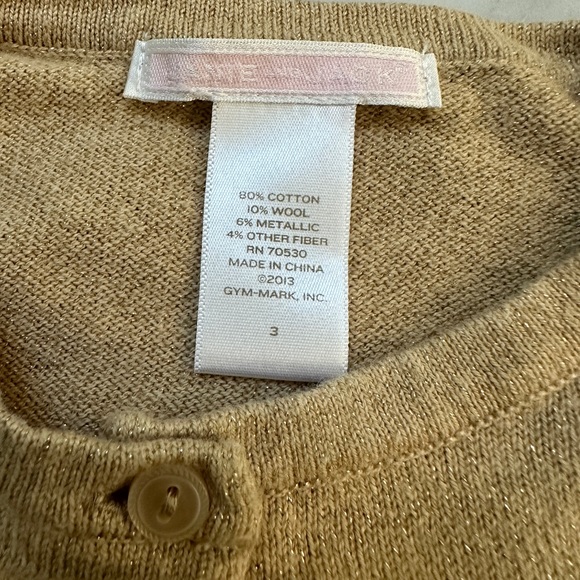 80% COTTON
10% WOOL
6% METALLIC
4% OTHER FIBER
RN 70530
MADE IN CHINA
©2013
GYM-MARK, INC.
3